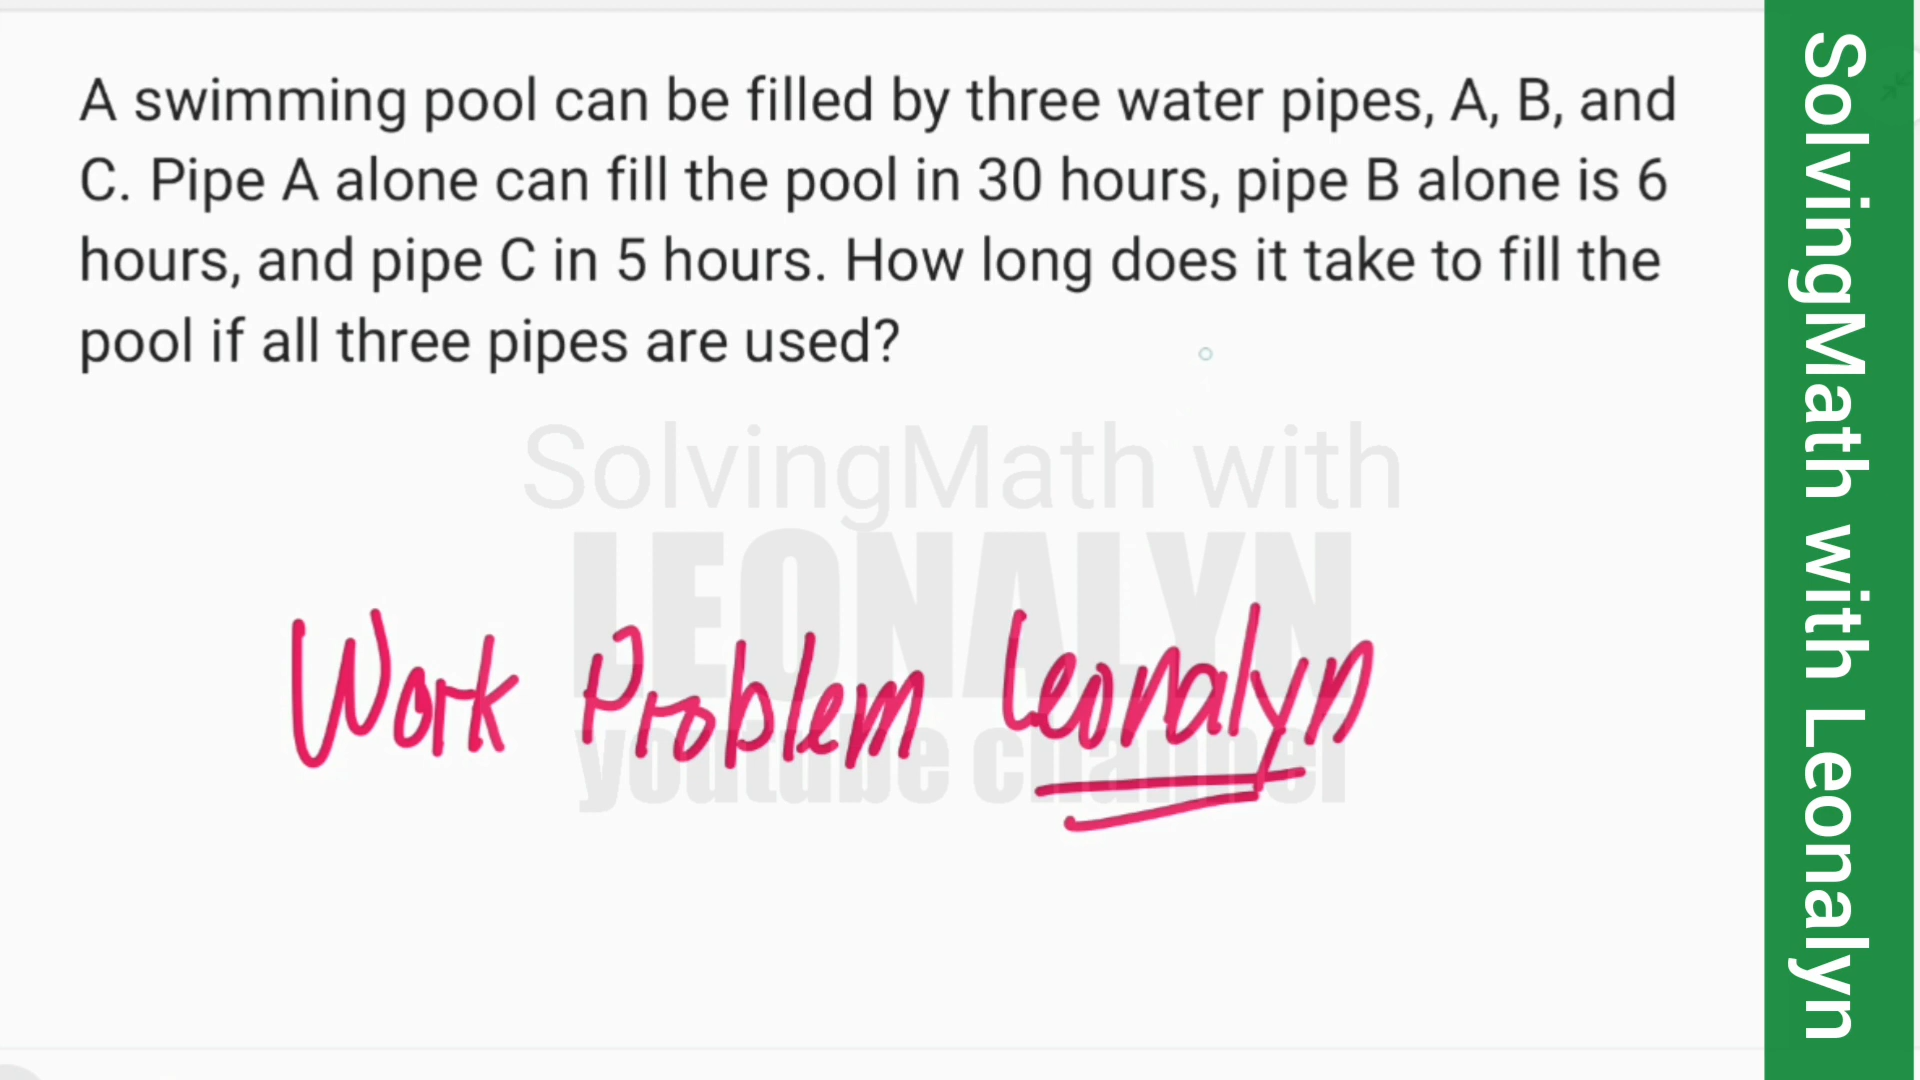 A swimming pool can be filled by three water pipes, A, B, and
C. Pipe A alone can fill the pool in 30 hours, pipe B alone is 6
hours, and pipe C in 5 hours. How long does it take to fill the
pool if all three pipes are used?
SolvingMath with
LEONALYN
youtube channel
Work Problem Leonalyn
SolvingMath with Leonalyn